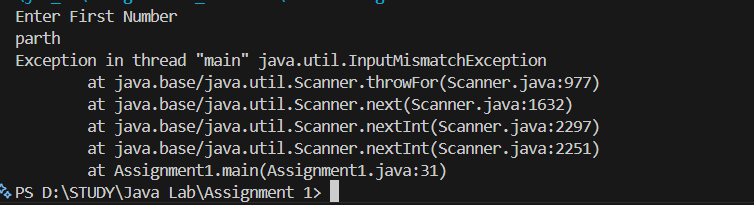 Enter First Number
parth
Exception in thread "main" java.util.InputMismatchException
at java.base/java.util.Scanner.throwFor(Scanner.java:977)
at java.base/java.util.Scanner.next(Scanner.java:1632)
at java.base/java.util.Scanner.nextInt(Scanner.java:2297)
at java.base/java.util.Scanner.nextInt(Scanner.java:2251)
at Assignment1.main(Assignment1.java:31)
PS D:\STUDY\Java Lab\Assignment 1>